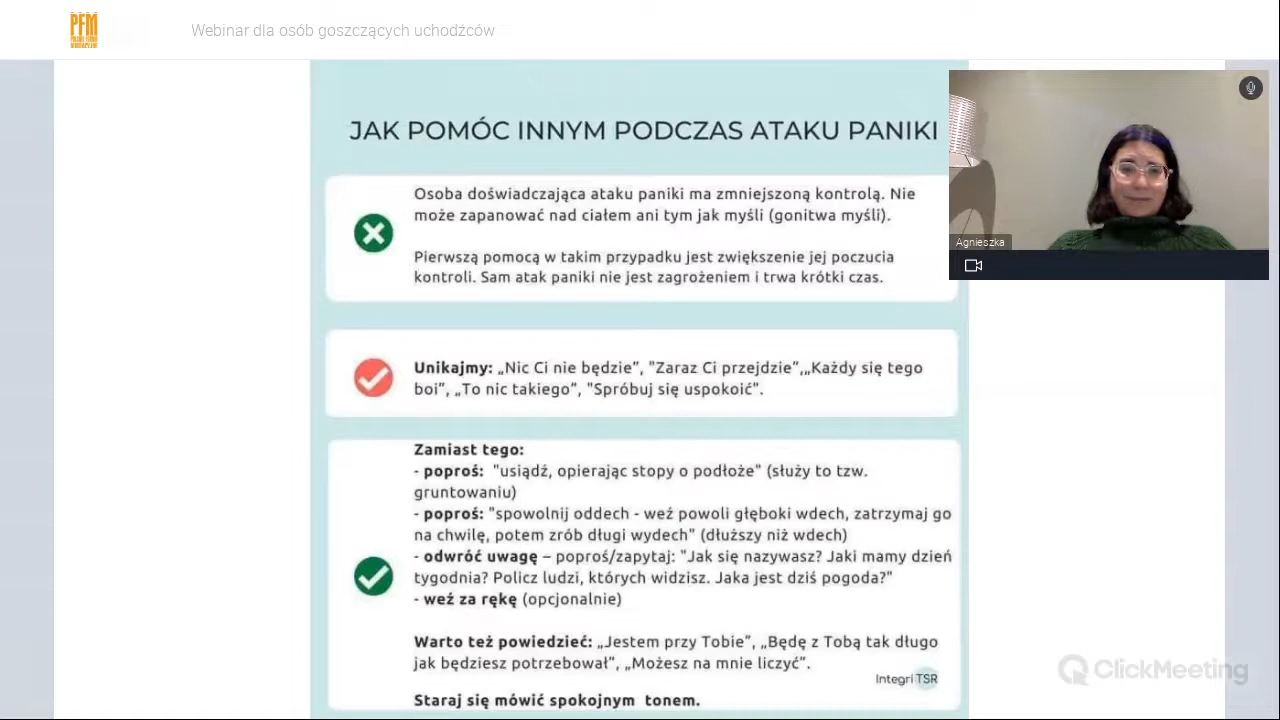 PFM
Webinar dla osób goszczących uchodźców
JAK POMÓC INNYM PODCZAS ATAKU PANIKI
Osoba doświadczająca ataku paniki ma zmniejszoną kontrolą. Nie
może zapanować nad ciałem ani tym jak myśli (gonitwa myśli).
Pierwszą pomocą w takim przypadku jest zwiększenie jej poczucia
kontroli. Sam atak paniki nie jest zagrożeniem i trwa krótki czas.
Unikajmy: „Nic Ci nie będzie”, "Zaraz Ci przejdzie”,„Każdy się tego
boi”, „To nic takiego”, "Spróbuj się uspokoić”.
Zamiast tego:
- poproś:  "usiądź, opierając stopy o podłoże" (służy to tzw.
gruntowaniu)
- poproś: "spowolnij oddech - weź powoli głęboki wdech, zatrzymaj go
na chwilę, potem zrób długi wydech" (dłuższy niż wdech)
- odwróć uwagę – poproś/zapytaj: "Jak się nazywasz? Jaki mamy dzień
tygodnia? Policz ludzi, których widzisz. Jaka jest dziś pogoda?"
- weź za rękę (opcjonalnie)
Warto też powiedzieć: „Jestem przy Tobie”, „Będę z Tobą tak długo
jak będziesz potrzebował”, „Możesz na mnie liczyć”.
Staraj się mówić spokojnym  tonem.
Integri TSR
Agnieszka
ClickMeeting